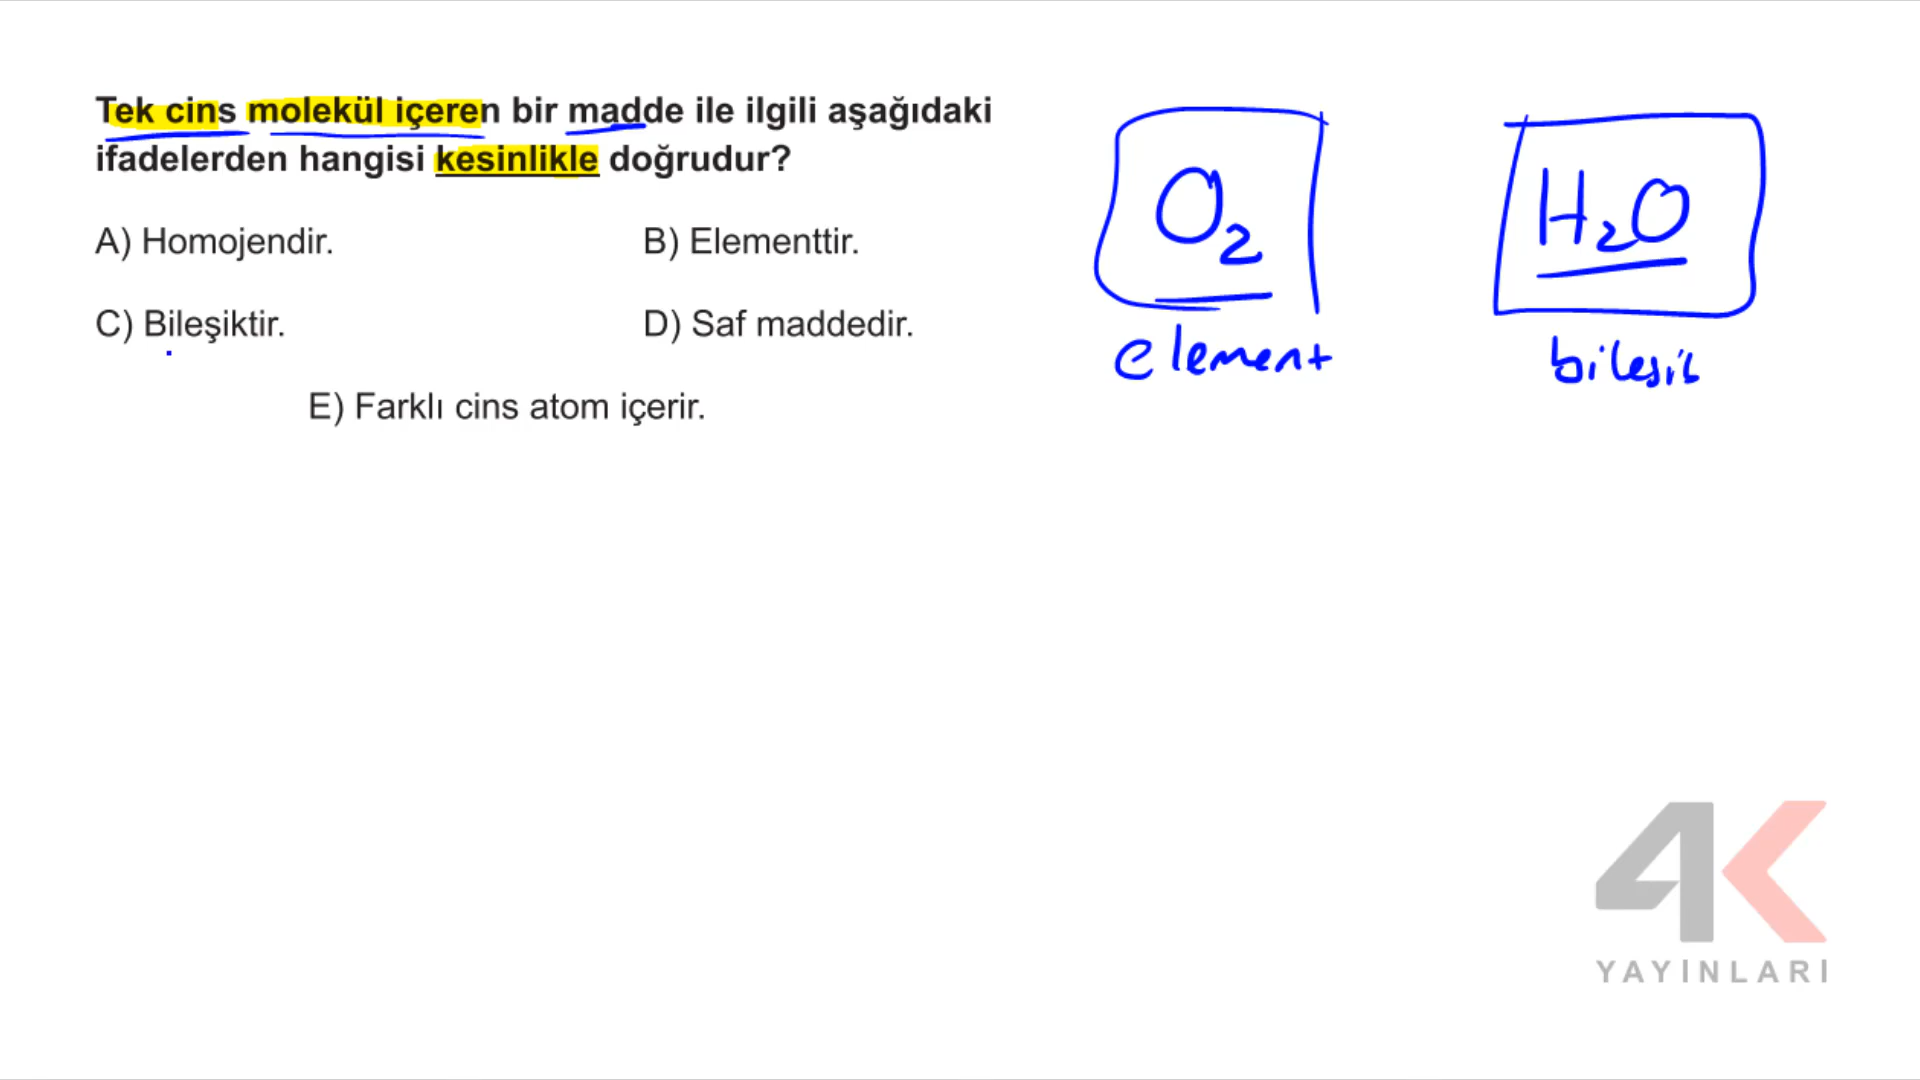 Tek cins molekül içeren bir madde ile ilgili aşağıdaki
ifadelerden hangisi kesinlikle doğrudur?
A) Homojendir.
B) Elementtir.
C) Bileşiktir.
D) Saf maddedir.
E) Farklı cins atom içerir.
O₂
element
H₂O
bileşik
4K
YAYINLARI